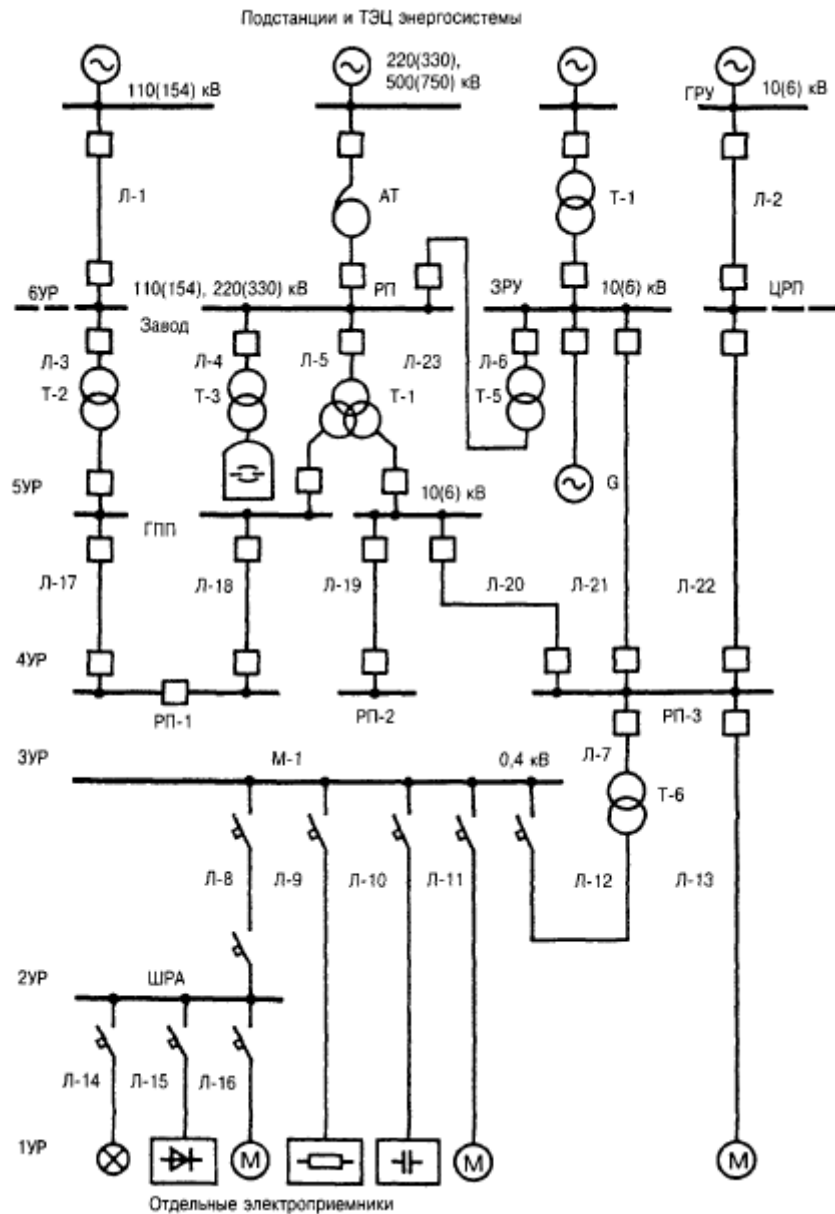 Подстанции и ТЭЦ энергосистемы
220(330),
500(750) кВ
110(154) кВ
ГРУ
10(6) кВ
Л-1
АТ
Т-1
Л-2
6УР
110(154), 220(330) кВ
РП
ЗРУ
10(6) кВ
ЦРП
Завод
Л-3
Л-4
Л-5
Л-23
Л-6
Т-2
Т-3
Т-1
Т-5
5УР
10(6) кВ
G
ГПП
Л-17
Л-18
Л-19
Л-20
Л-21
Л-22
4УР
РП-1
РП-2
РП-3
3УР
М-1
0,4 кВ
Л-7
Т-6
Л-8
Л-9
Л-10
Л-11
Л-12
Л-13
2УР
ШРА
Л-14
Л-15
Л-16
1УР
М
М
М
Отдельные электроприемники